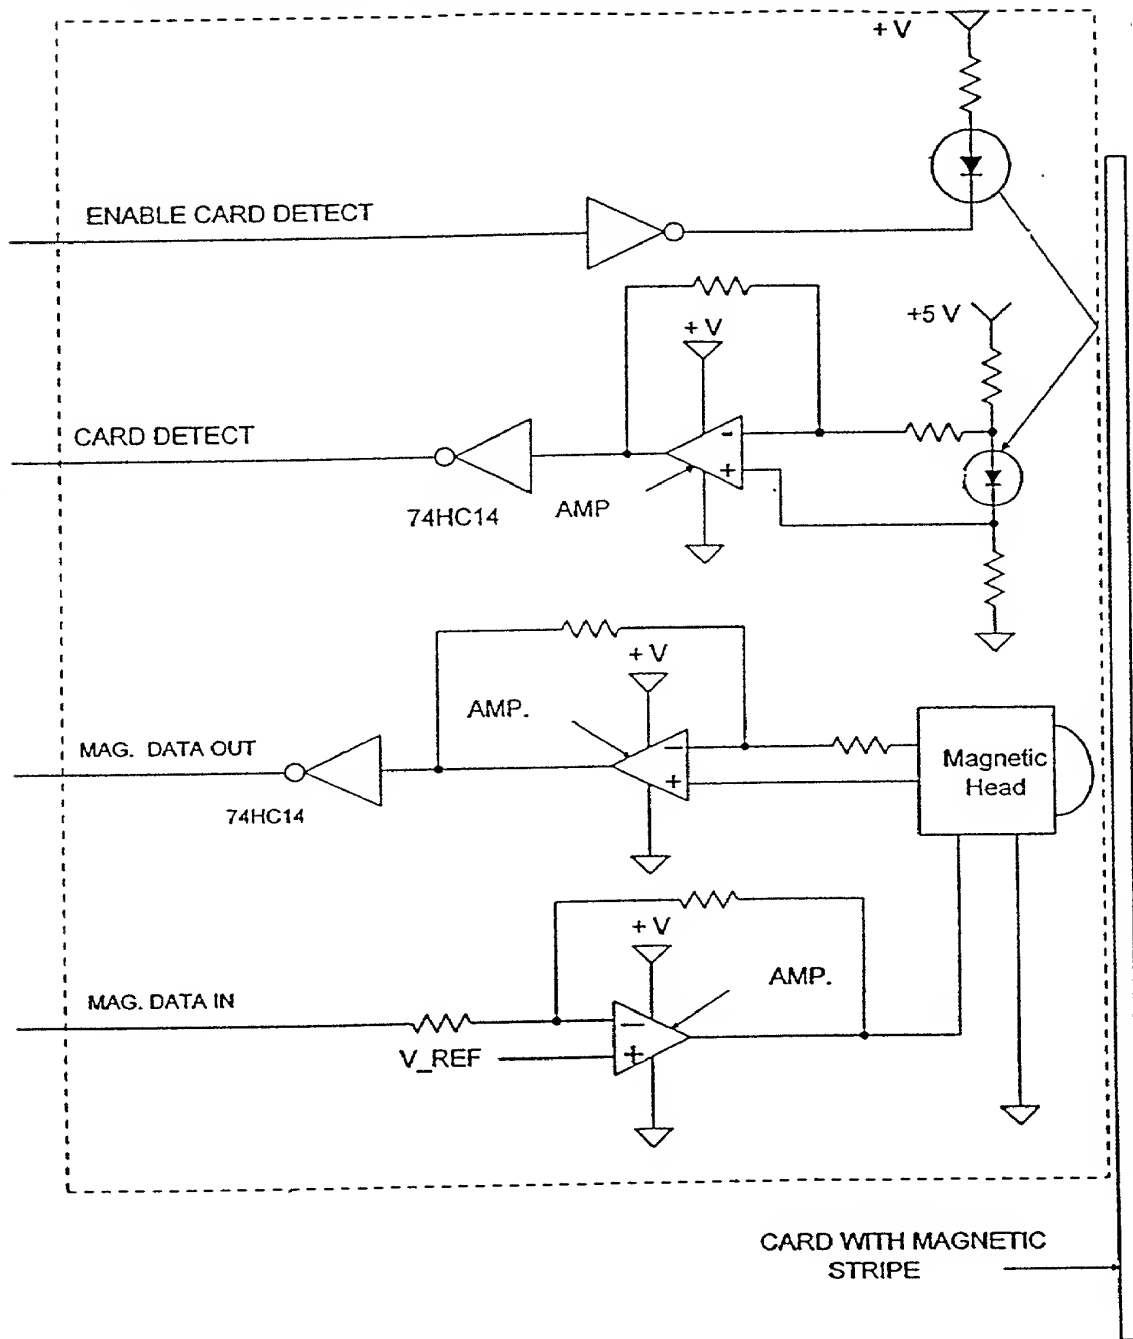 + V
ENABLE CARD DETECT
+ V
+5 V
CARD DETECT
-
+
74HC14
AMP
+ V
AMP.
MAG. DATA OUT
-
+
Magnetic
Head
74HC14
+ V
AMP.
MAG. DATA IN
-
+
V_REF
CARD WITH MAGNETIC
STRIPE